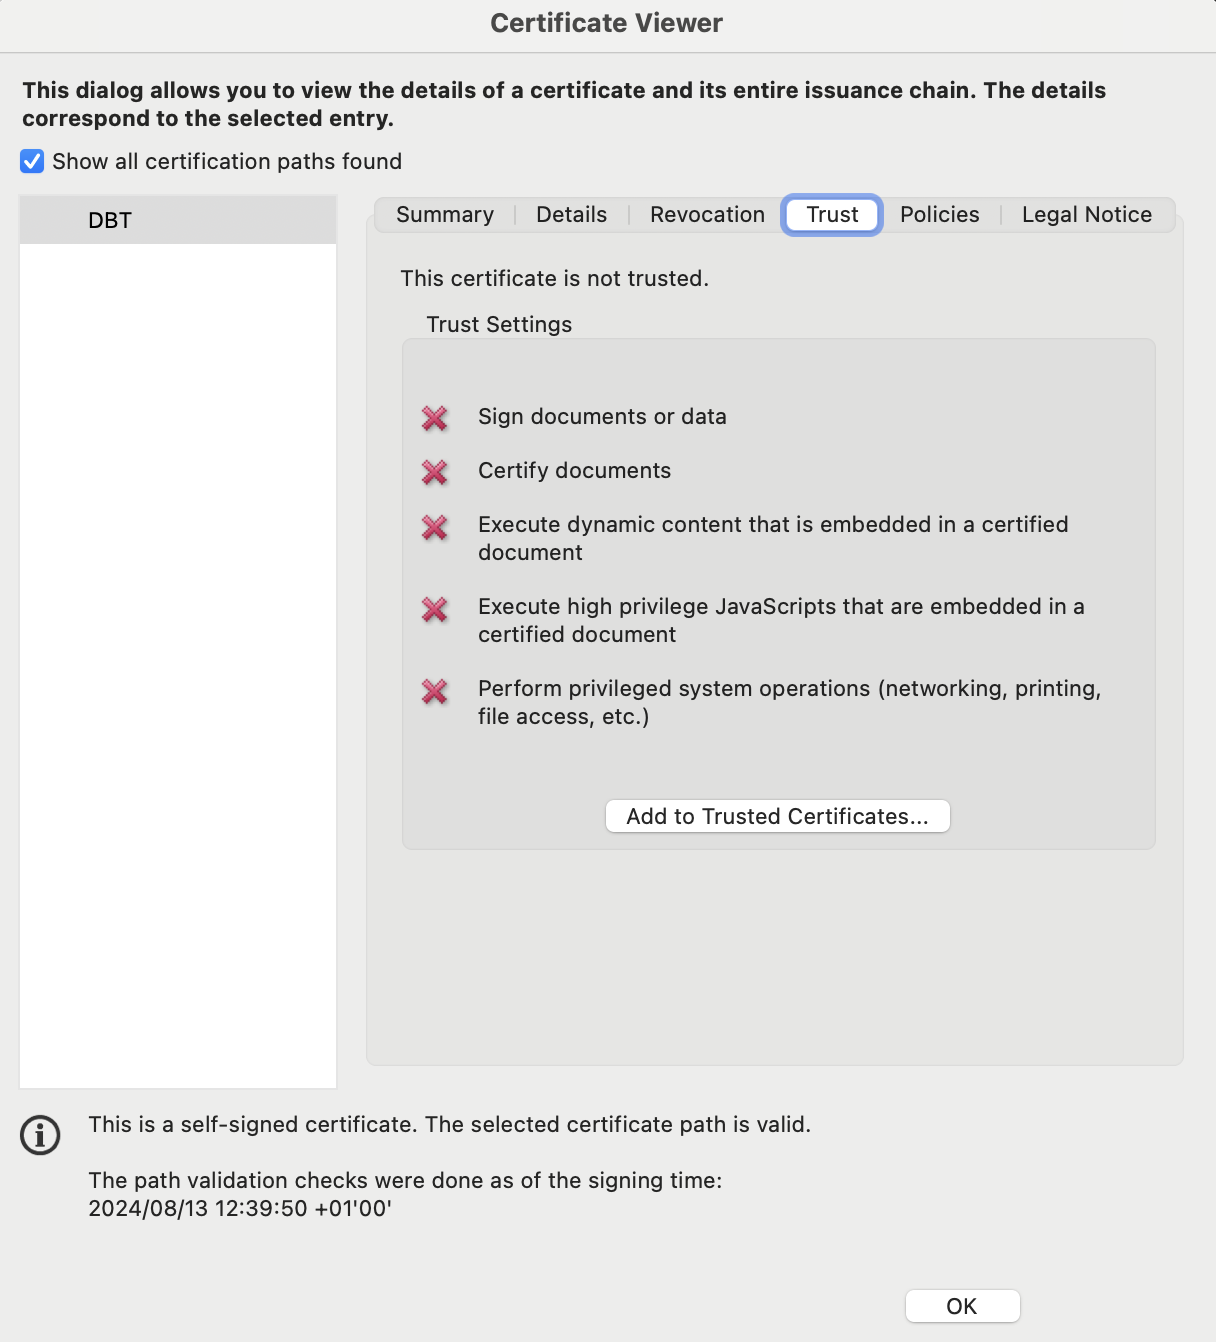 Certificate Viewer
This dialog allows you to view the details of a certificate and its entire issuance chain. The details
correspond to the selected entry.
Show all certification paths found
DBT
Summary
Details
Revocation
Trust
Policies
Legal Notice
This certificate is not trusted.
Trust Settings
Sign documents or data
Certify documents
Execute dynamic content that is embedded in a certified
document
Execute high privilege JavaScripts that are embedded in a
certified document
Perform privileged system operations (networking, printing,
file access, etc.)
Add to Trusted Certificates...
This is a self-signed certificate. The selected certificate path is valid.
The path validation checks were done as of the signing time:
2024/08/13 12:39:50 +01'00'
OK